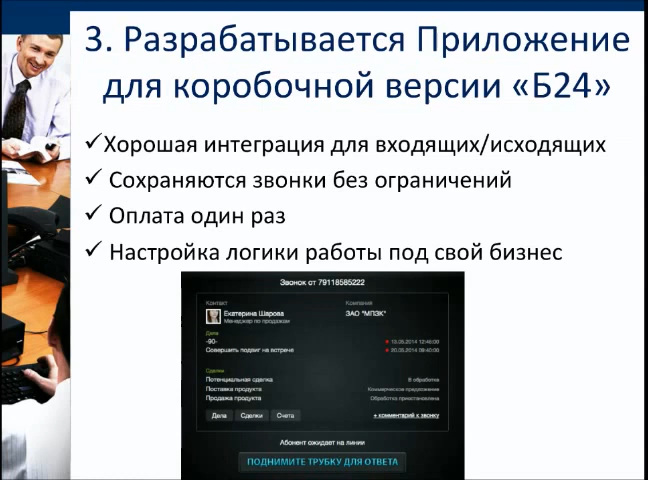 3. Разрабатывается Приложение
для коробочной версии «Б24»
✓Хорошая интеграция для входящих/исходящих
✓ Сохраняются звонки без ограничений
✓ Оплата один раз
✓ Настройка логики работы под свой бизнес
Звонок от 79118585222
Контакт Компания
Екатерина Шарова ЗАО "МПЗК"
Менеджер по продажам
Дела
-90- 19.05.2014 12:46:00
Совершить подвиг на встрече 20.05.2014 09:40:00
Сделки
Потенциальная сделка В обработке
Поставка продукта Коммерческое предложение
Продажа продукта Обработка приостановлена
Дела Сделки Счета + комментарий к звонку
Абонент ожидает на линии
ПОДНИМИТЕ ТРУБКУ ДЛЯ ОТВЕТА